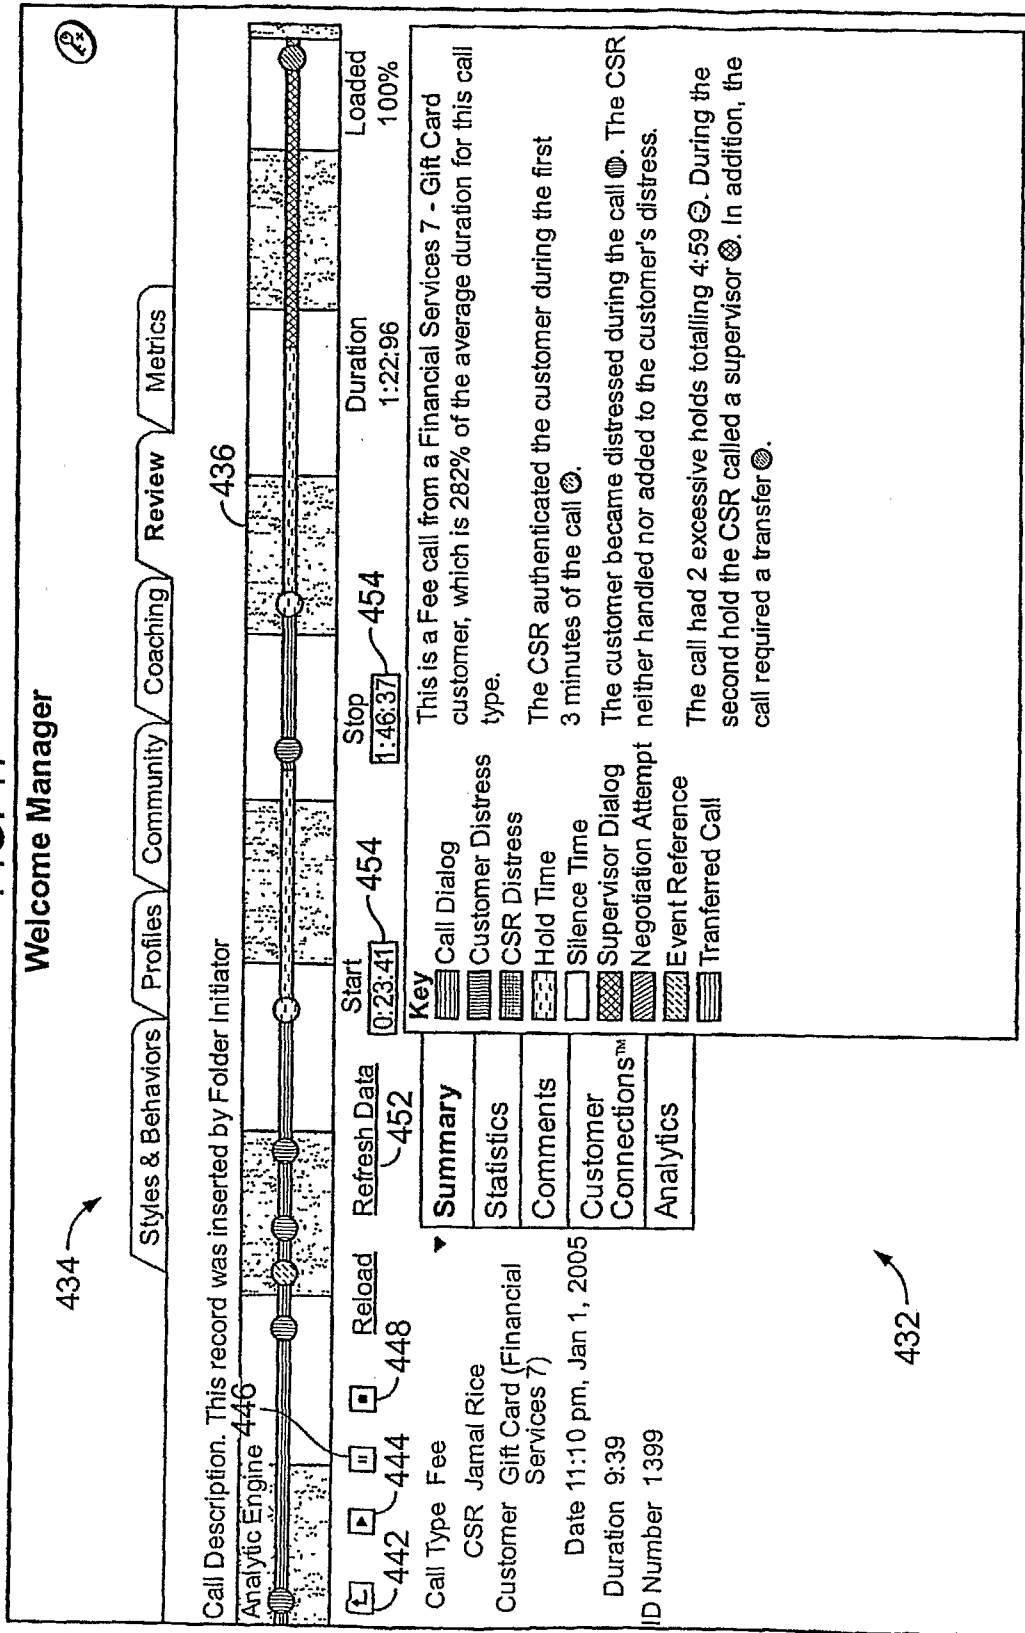 Welcome Manager
434
Styles & Behaviors
Profiles
Community
Coaching
Review
Metrics
Call Description. This record was inserted by Folder Initiator
Analytic Engine
446
436
442
444
448
Reload
Refresh Data
452
Start
0:23:41
454
Stop
1:46:37
454
Duration
1:22:96
Loaded
100%
Call Type Fee
CSR Jamal Rice
Customer Gift Card (Financial
Services 7)
Date 11:10 pm, Jan 1, 2005
Duration 9:39
ID Number 1399
Summary
Statistics
Comments
Customer
Connections™
Analytics
Key
Call Dialog
Customer Distress
CSR Distress
Hold Time
Silence Time
Supervisor Dialog
Negotiation Attempt
Event Reference
Tranferred Call
This is a Fee call from a Financial Services 7 - Gift Card
customer, which is 282% of the average duration for this call
type.
The CSR authenticated the customer during the first
3 minutes of the call.
The customer became distressed during the call. The CSR
neither handled nor added to the customer's distress.
The call had 2 excessive holds totalling 4:59. During the
second hold the CSR called a supervisor. In addition, the
call required a transfer.
432